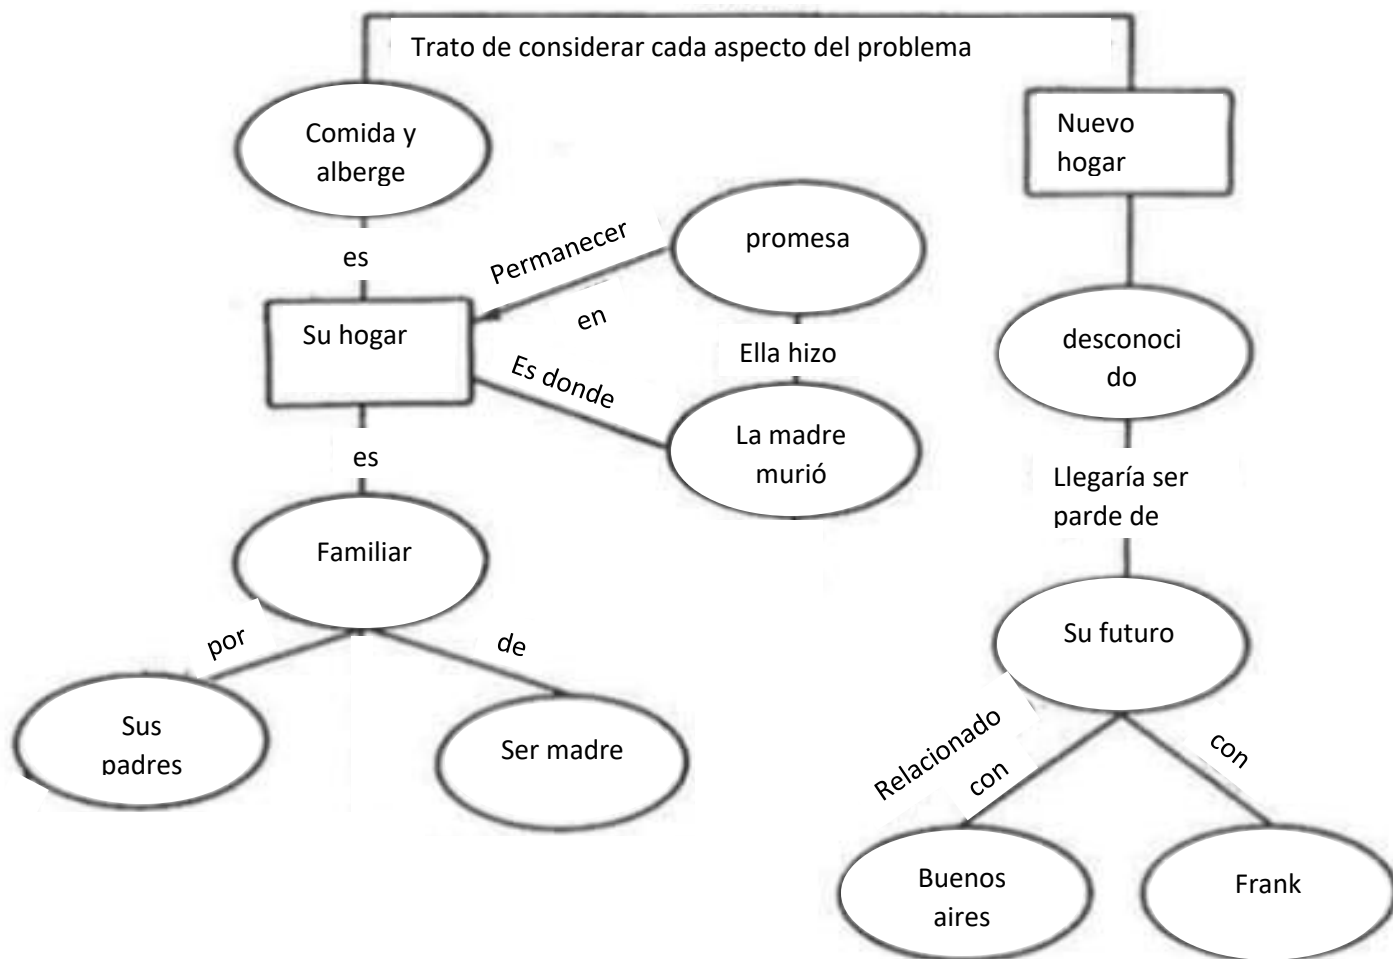 Trato de considerar cada aspecto del problema
Comida y
alberge
Nuevo
hogar
es
Permanecer
en
promesa
Su hogar
Ella hizo
Es donde
La madre
murió
desconoci
do
es
Llegaría ser
parde de
Familiar
por
de
Su futuro
Sus
padres
Ser madre
Relacionado
con
con
Buenos
aires
Frank